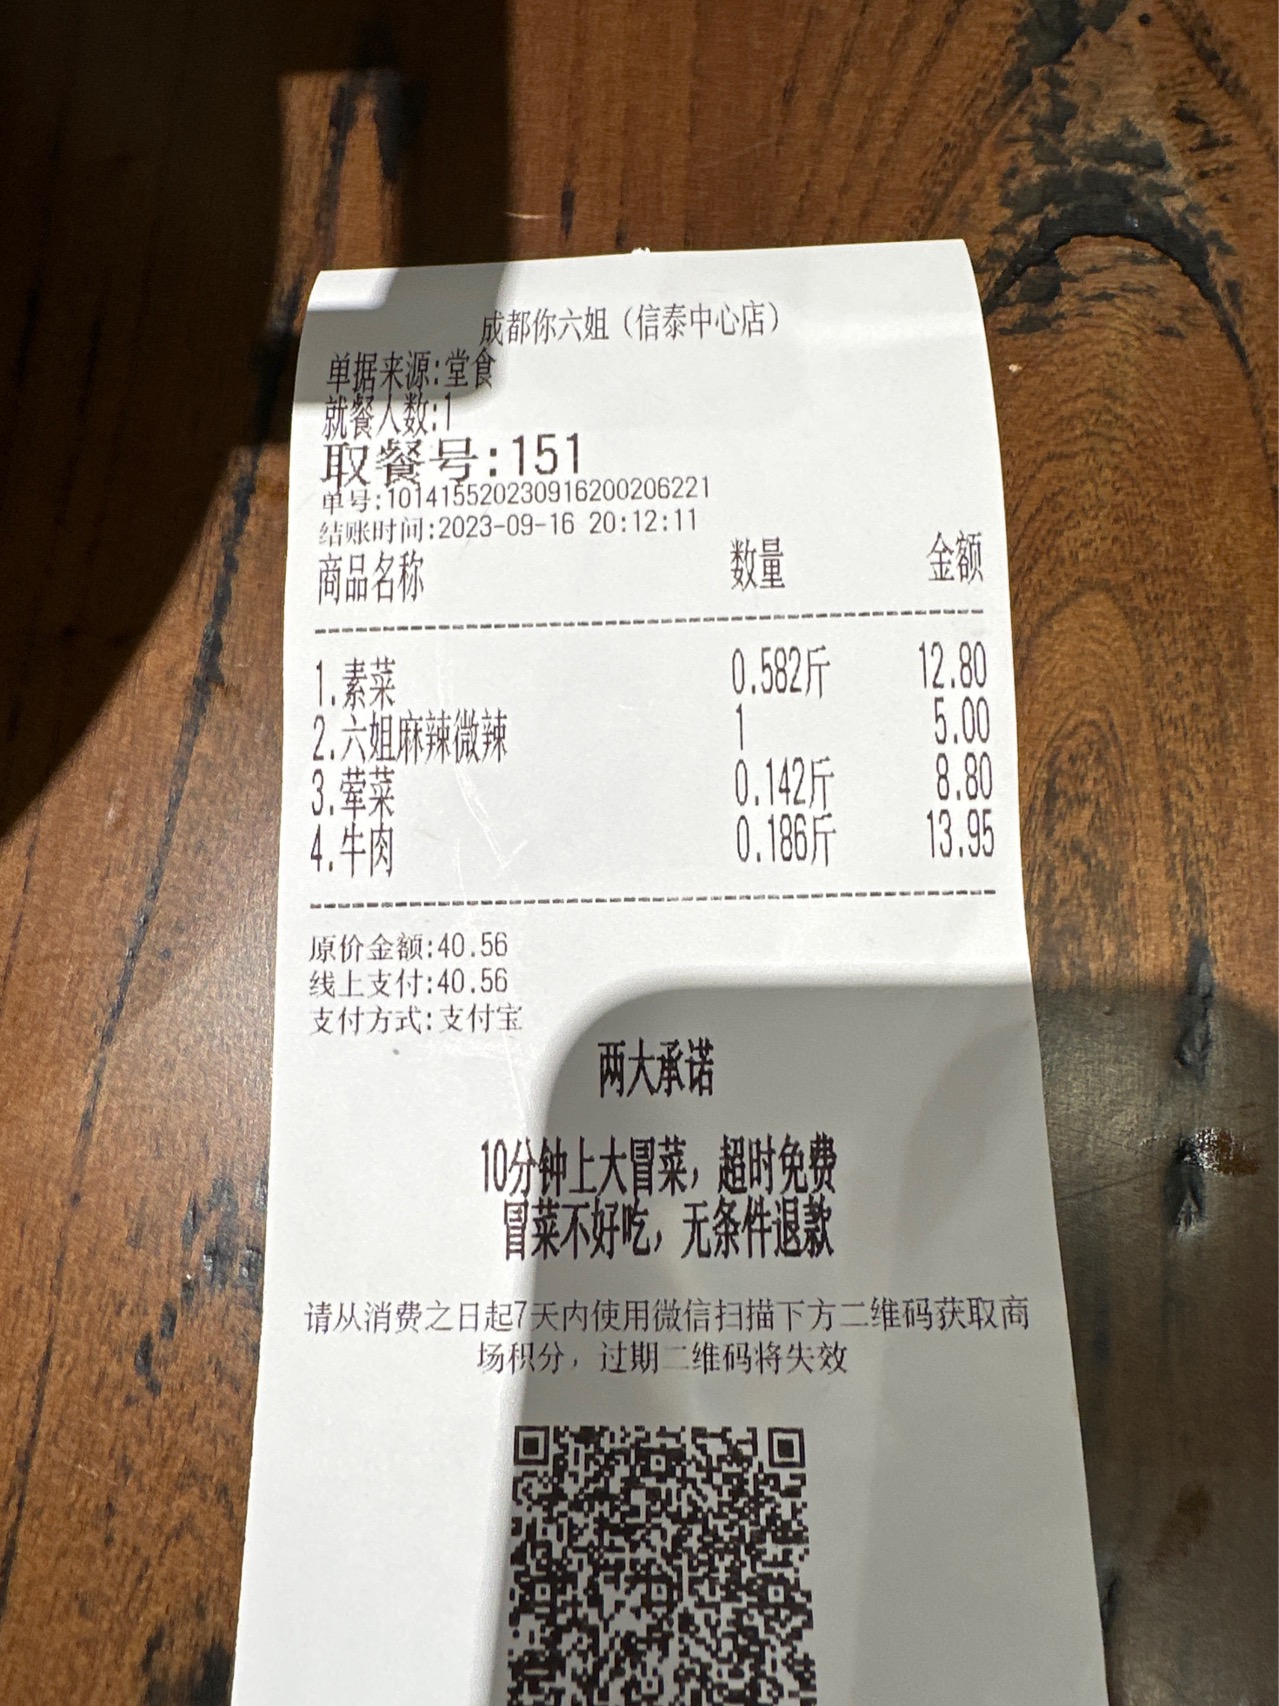 成都你六姐（信泰中心店）
单据来源:堂食
就餐人数:1
取餐号:151
单号:101415520230916200206221
结账时间:2023-09-16 20:12:11
商品名称 数量 金额
1.素菜 0.582斤 12.80
2.六姐麻辣微辣 1 5.00
3.荤菜 0.142斤 8.80
4.牛肉 0.186斤 13.95
原价金额:40.56
线上支付:40.56
支付方式:支付宝
两大承诺
10分钟上大冒菜，超时免费
冒菜不好吃，无条件退款
请从消费之日起7天内使用微信扫描下方二维码获取商
场积分，过期二维码将失效